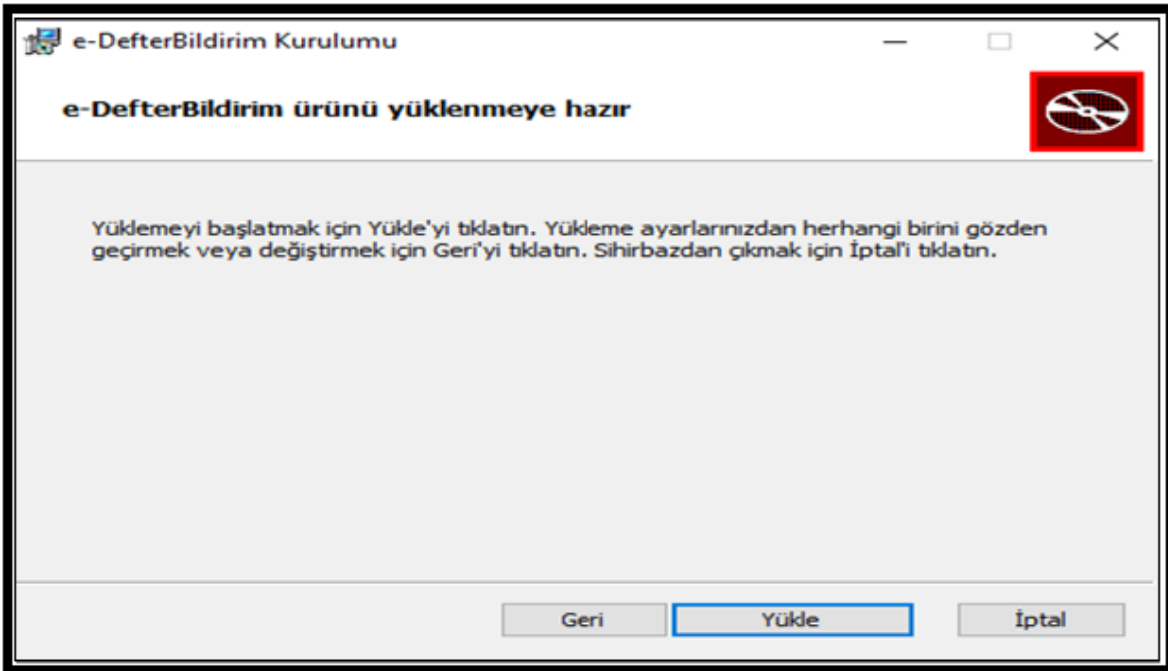 e-DefterBildirim Kurulumu
e-DefterBildirim ürünü yüklenmeye hazır
Yüklemeyi başlatmak için Yükle'yi tıklatın. Yükleme ayarlarınızdan herhangi birini gözden
geçirmek veya değiştirmek için Geri'yi tıklatın. Sihirbazdan çıkmak için İptal'i tıklatın.
Geri Yükle İptal